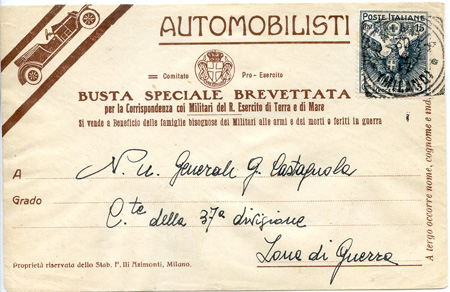 AUTOMOBILISTI
POSTE ITALIANE
15
Comitato Pro-Esercito
BUSTA SPECIALE BREVETTATA
per la Corrispondenza coi Militari del R. Esercito di Terra e di Mare
Si vende a Beneficio delle famiglie bisognose dei Militari alle armi e dei morti o feriti in guerra
A N. U. Generale G. Castagnola
Grado C.te della 37a divisione
Zona di Guerra
Proprietà riservata dello Stab. F.lli Azimonti, Milano.
A tergo occorre nome, cognome e ind.